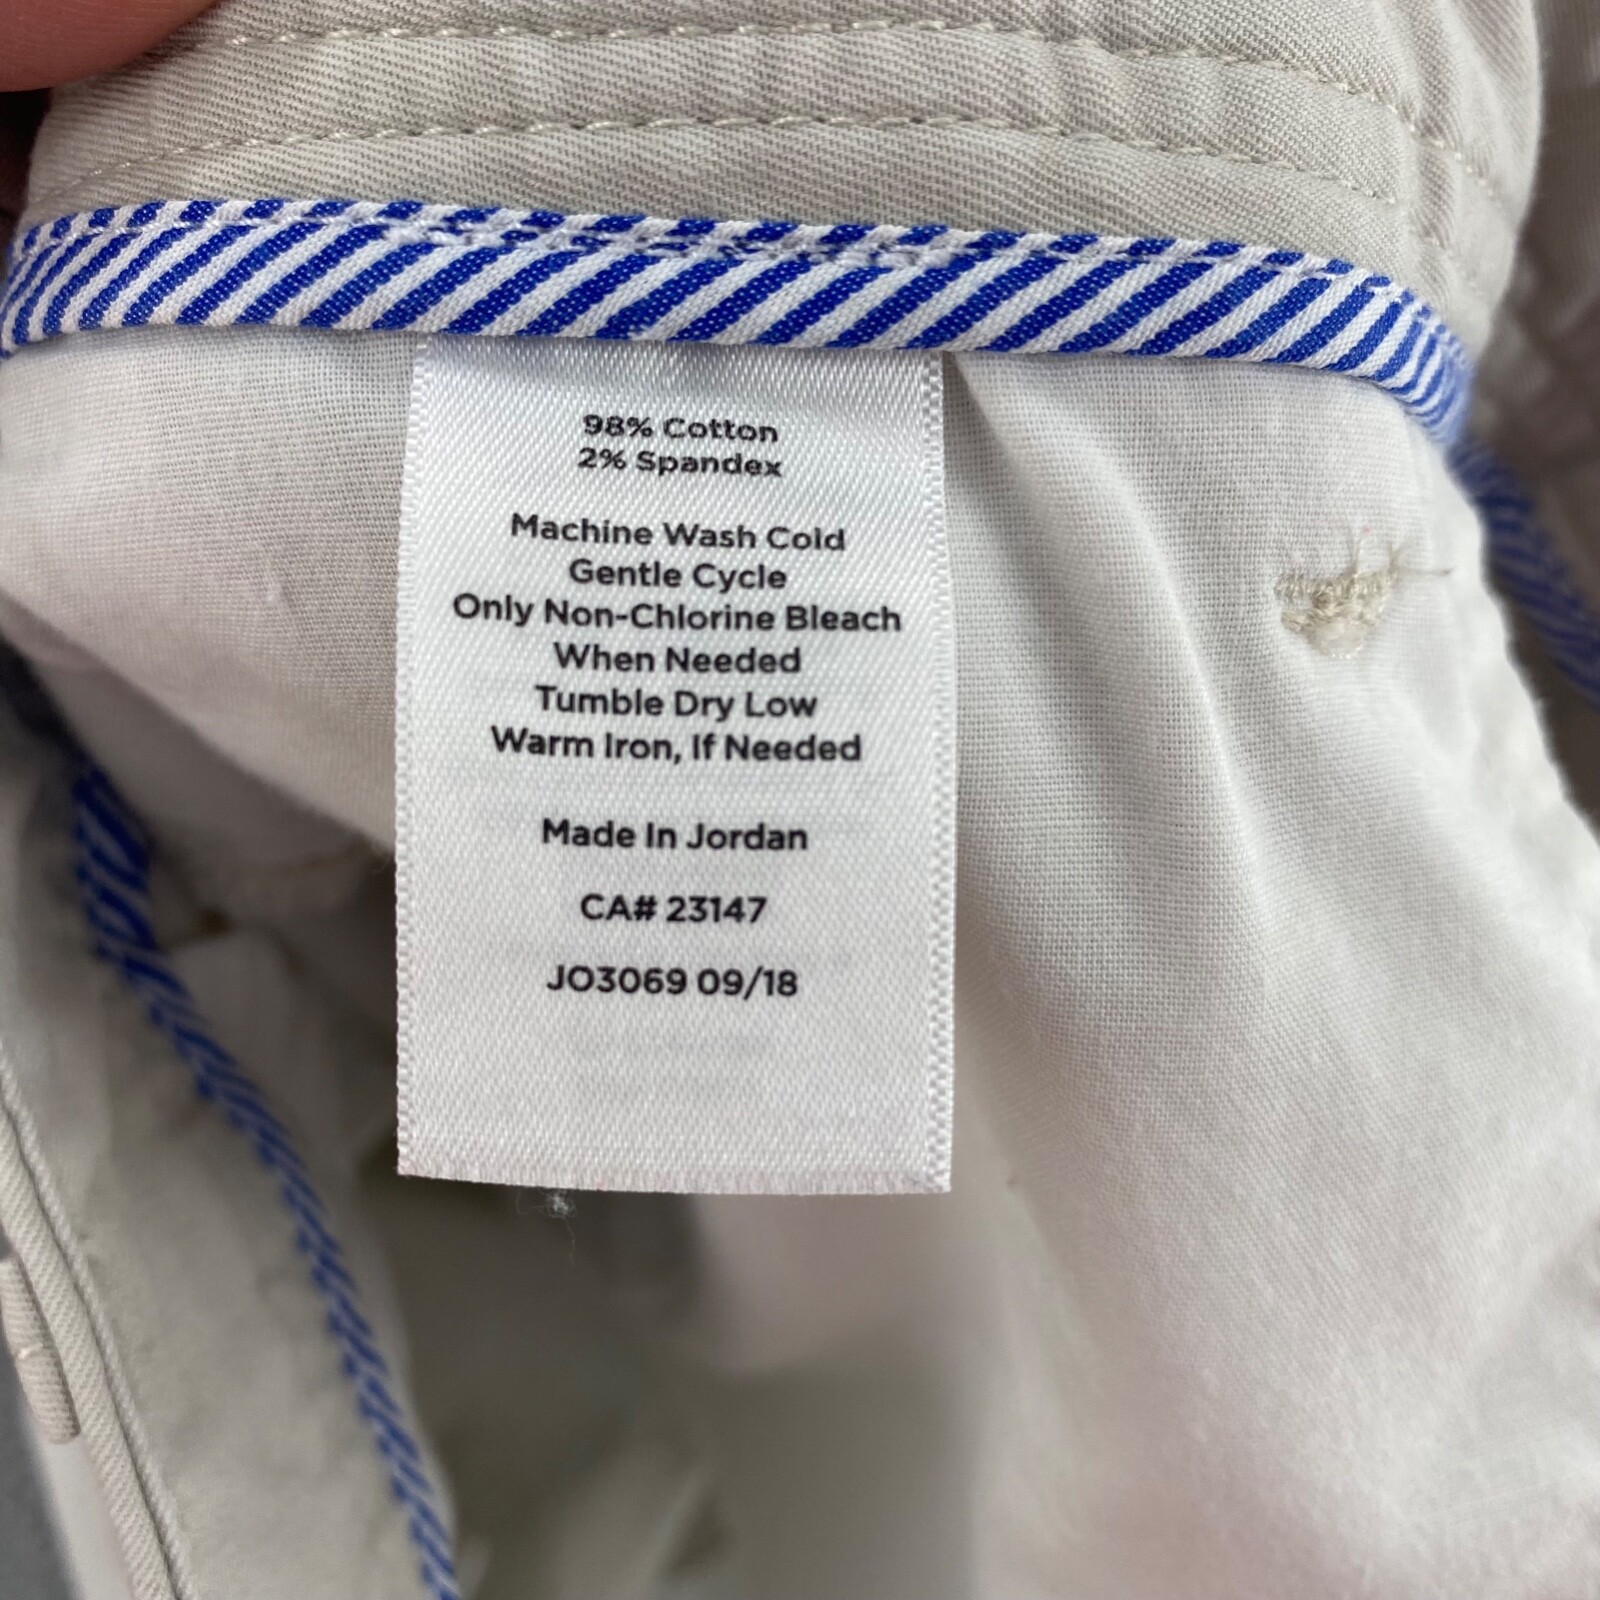 98% Cotton
2% Spandex
Machine Wash Cold
Gentle Cycle
Only Non-Chlorine Bleach
When Needed
Tumble Dry Low
Warm Iron, If Needed
Made In Jordan
CA# 23147
JO3069 09/18